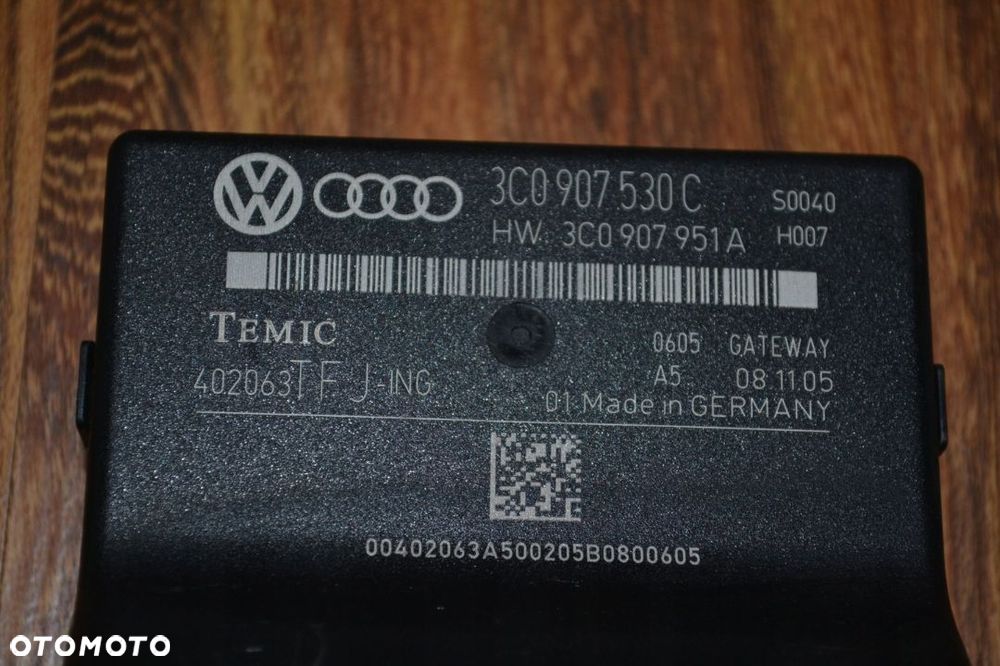 3C0 907 530 C S0040
HW: 3C0 907 951 A H007
TEMIC 0605 GATEWAY
402063TF J-ING A5 08.11.05
01 Made in GERMANY
00402063A500205B0800605
OTOMOTO